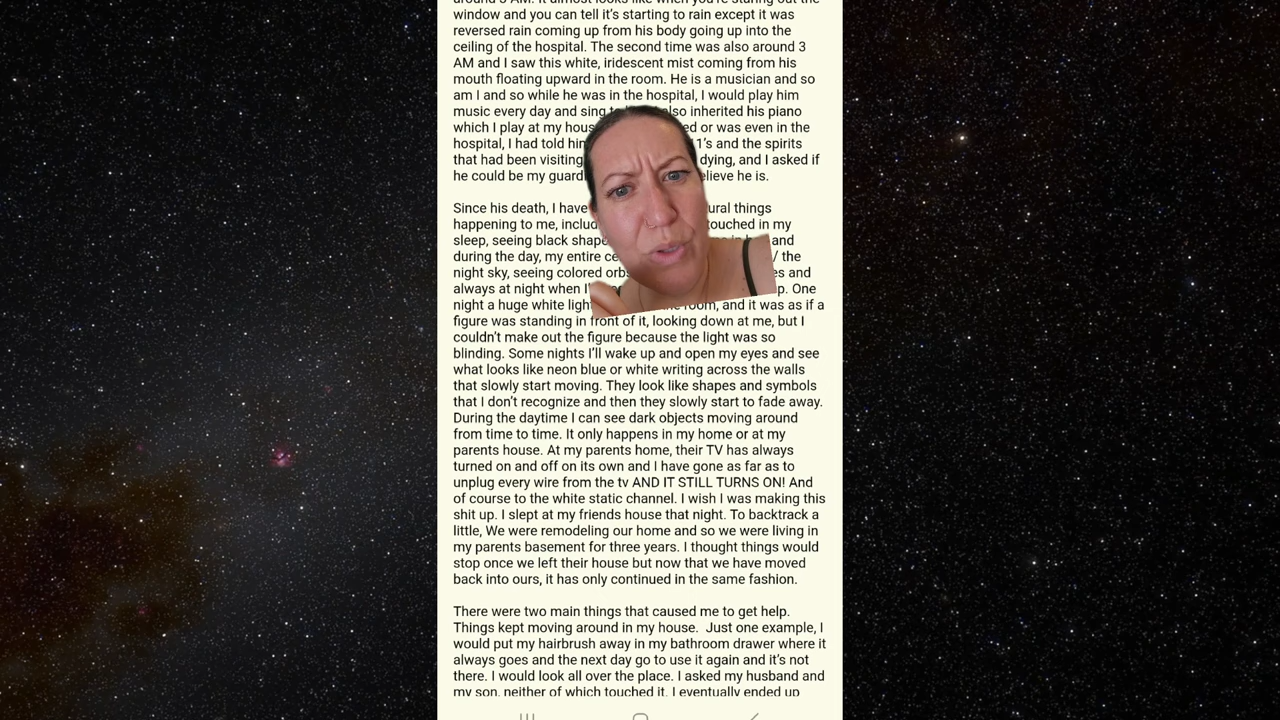 around 3 AM. It almost looks like when you're staring out the
window and you can tell it's starting to rain except it was
reversed rain coming up from his body going up into the
ceiling of the hospital. The second time was also around 3
AM and I saw this white, iridescent mist coming from his
mouth floating upward in the room. He is a musician and so
am I and so while he was in the hospital, I would play him
music every day and sing also inherited his piano
which I play at my or was even in the
hospital, I had told 1's and the spirits
that had been visiting dying, and I asked if
he could be my he is.
Since his death, I have things
happening to me, touched in my
sleep, seeing black and
during the day, my entire / the
night sky, seeing colored and
always at night when One
night a huge white room, and it was as if a
figure was standing in front of it, looking down at me, but I
couldn't make out the figure because the light was so
blinding. Some nights I'll wake up and open my eyes and see
what looks like neon blue or white writing across the walls
that slowly start moving. They look like shapes and symbols
that I don't recognize and then they slowly start to fade away.
During the daytime I can see dark objects moving around
from time to time. It only happens in my home or at my
parents house. At my parents home, their TV has always
turned on and off on its own and I have gone as far as to
unplug every wire from the tv AND IT STILL TURNS ON! And
of course to the white static channel. I wish I was making this
shit up. I slept at my friends house that night. To backtrack a
little, We were remodeling our home and so we were living in
my parents basement for three years. I thought things would
stop once we left their house but now that we have moved
back into ours, it has only continued in the same fashion.
There were two main things that caused me to get help.
Things kept moving around in my house. Just one example, I
would put my hairbrush away in my bathroom drawer where it
always goes and the next day go to use it again and it's not
there. I would look all over the place. I asked my husband and
my son, neither of which touched it. I eventually ended up